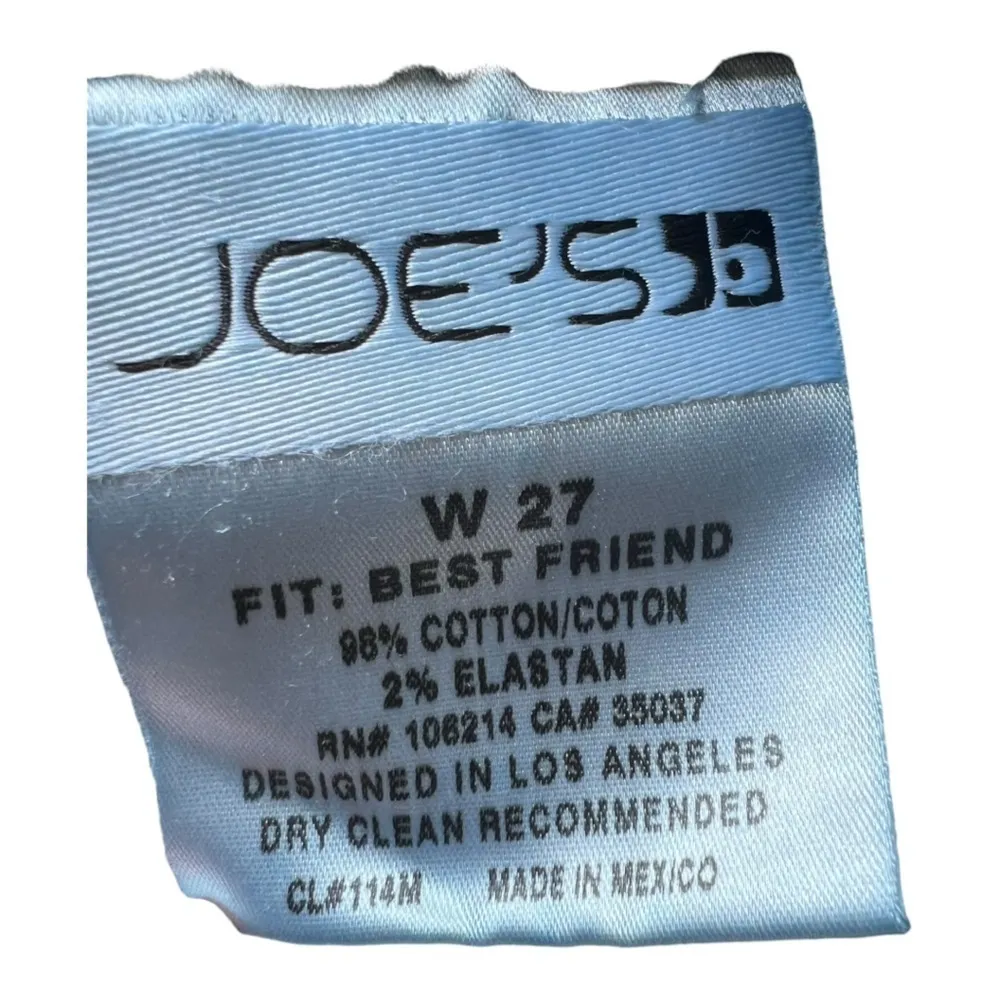 JOE'S Jb
W 27
FIT: BEST FRIEND
98% COTTON/COTON
2% ELASTAN
RN# 106214 CA# 35037
DESIGNED IN LOS ANGELES
DRY CLEAN RECOMMENDED
CL#114M MADE IN MEXICO